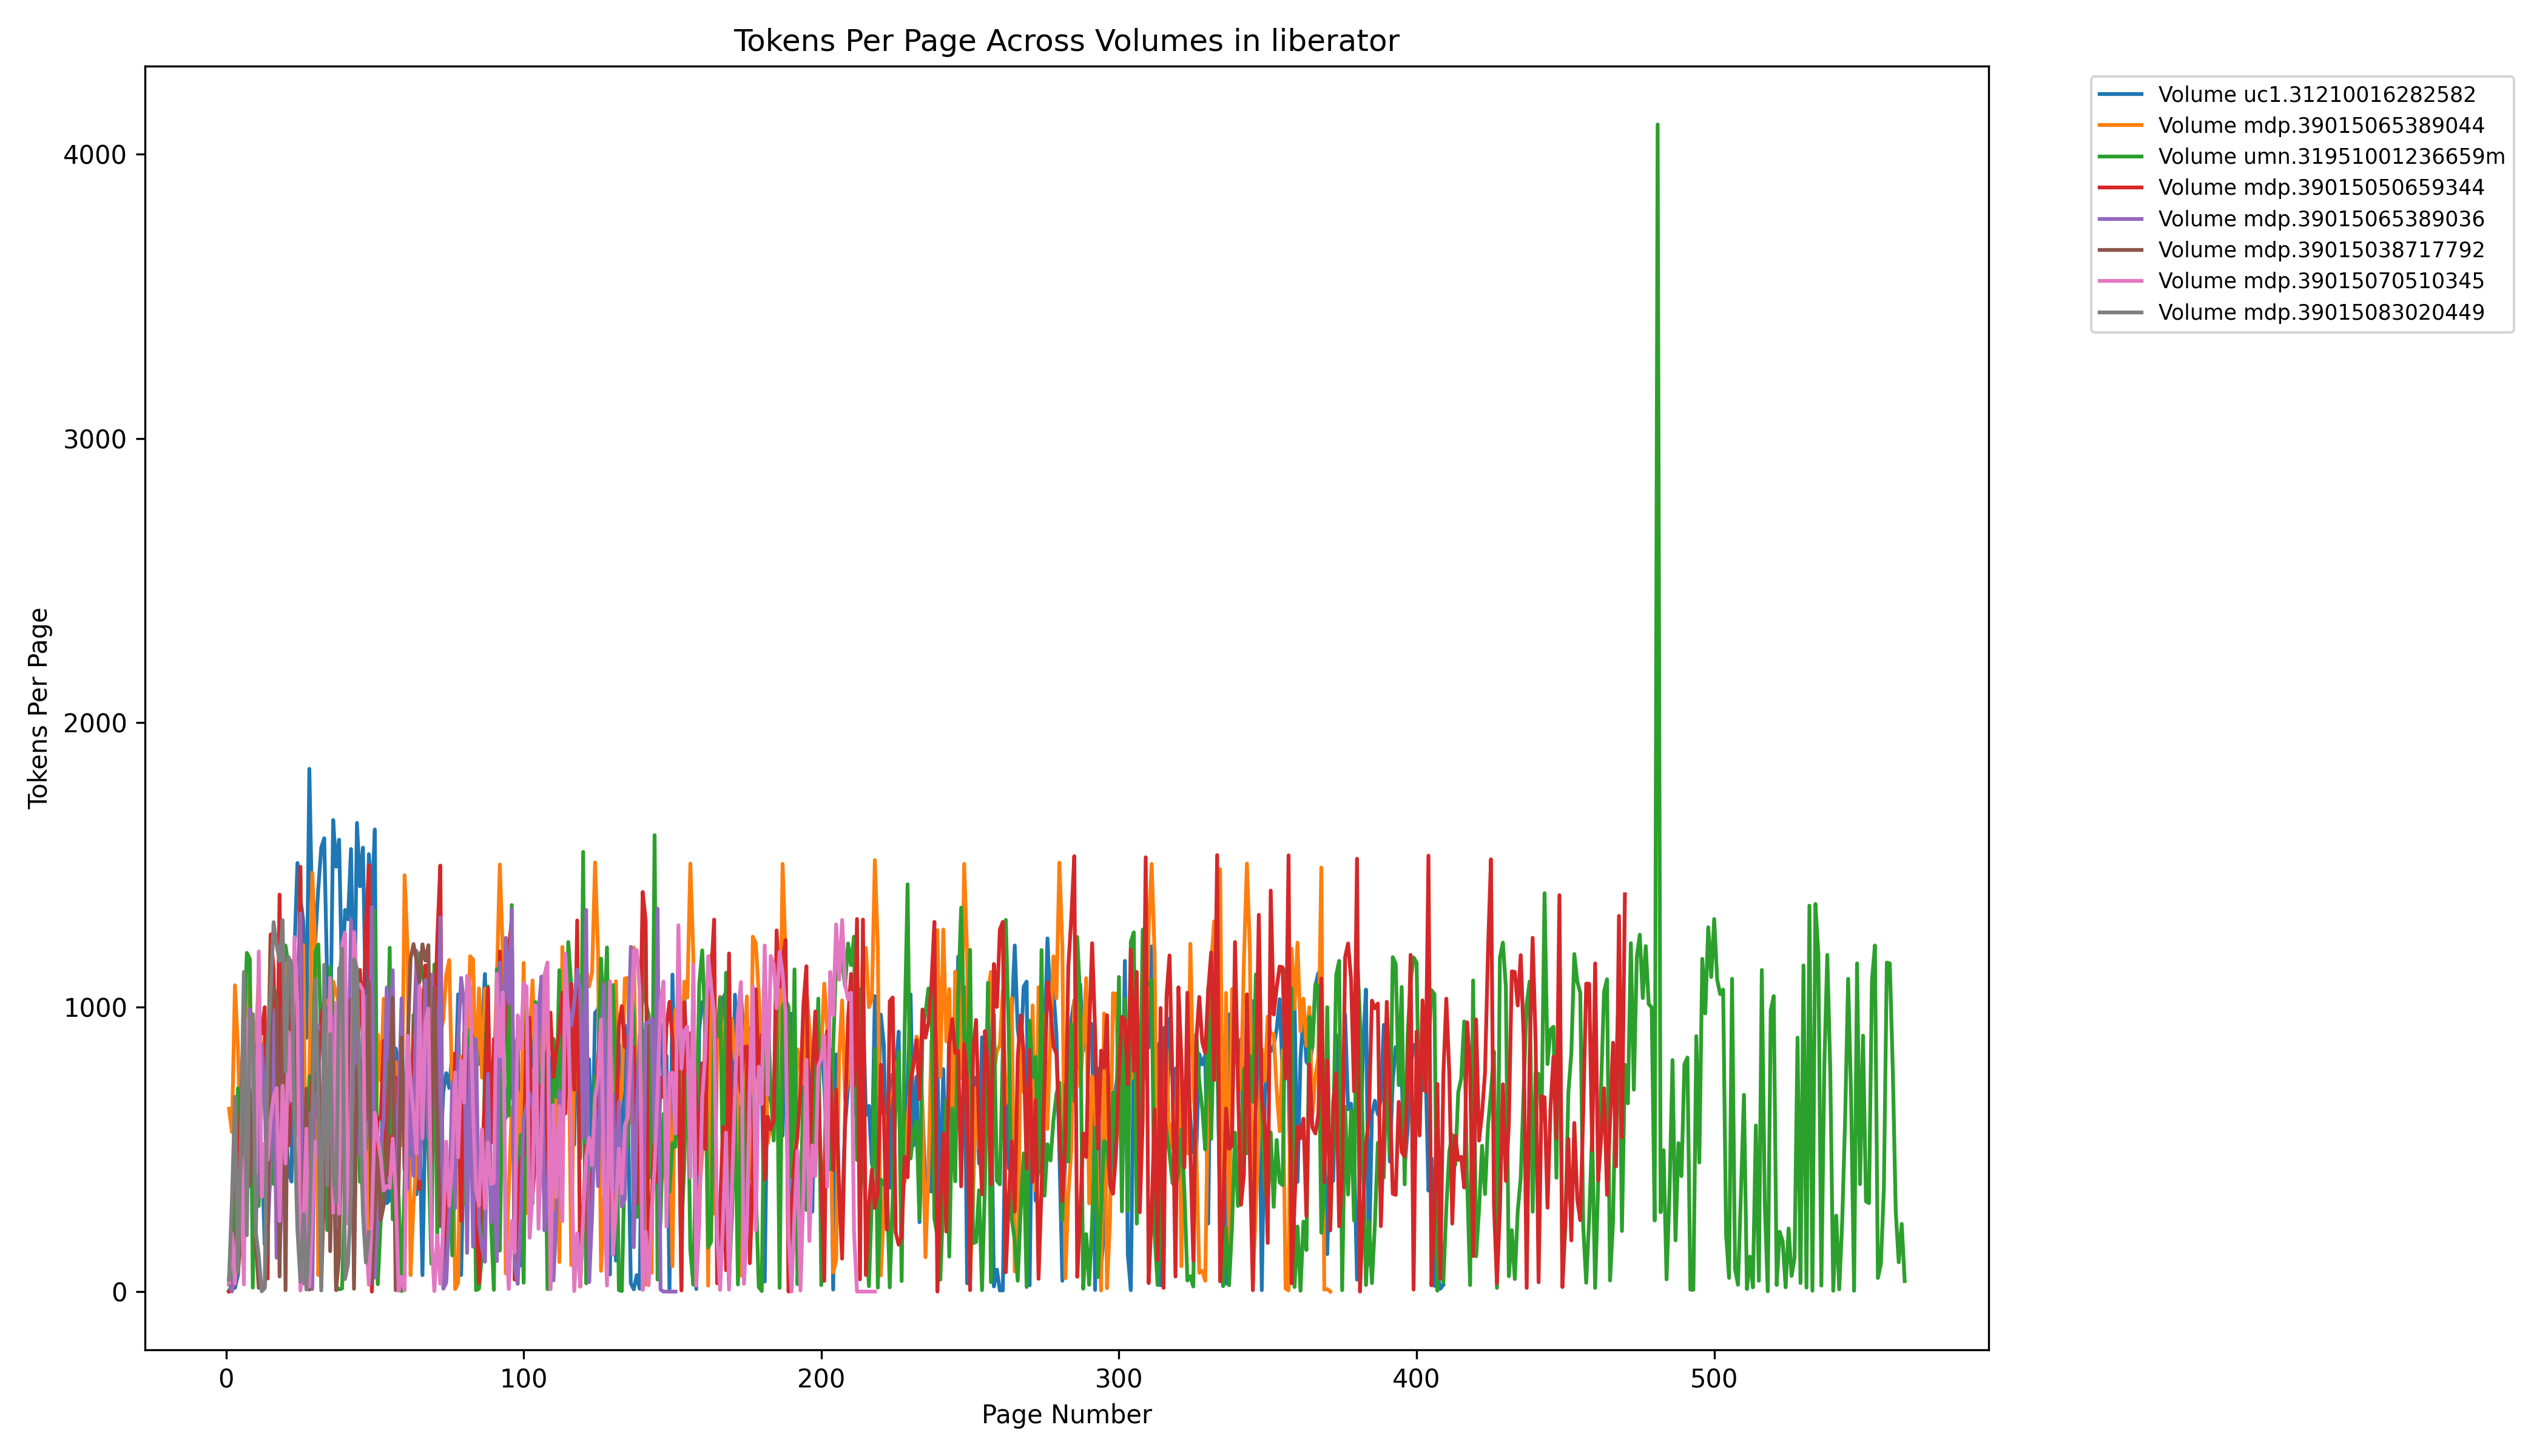 Tokens Per Page Across Volumes in liberator
Volume uc1.31210016282582
Volume mdp.39015065389044
Volume umn.31951001236659m
Volume mdp.39015050659344
Volume mdp.39015065389036
Volume mdp.39015038717792
Volume mdp.39015070510345
Volume mdp.39015083020449
Tokens Per Page
4000
3000
2000
1000
0
0 100 200 300 400 500
Page Number